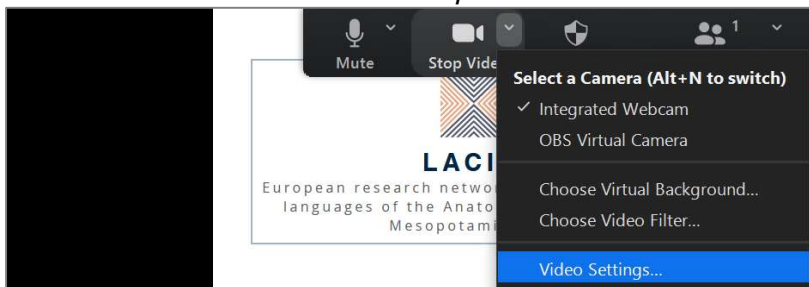 1
Mute
Stop Vide
Select a Camera (Alt+N to switch)
✓ Integrated Webcam
OBS Virtual Camera
Choose Virtual Background...
Choose Video Filter...
Video Settings...
LACI
European research netwo
languages of the Anato
Mesopotami